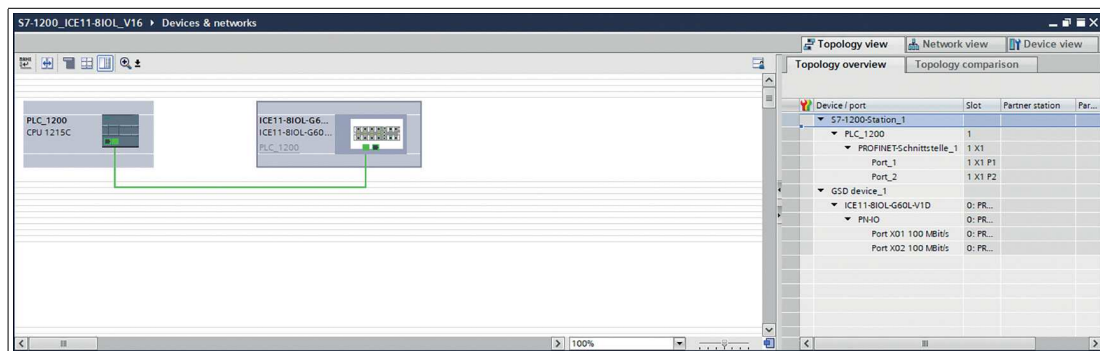 S7-1200_ICE11-8IOL_V16 ▸ Devices & networks
Topology view Network view Device view
Topology overview Topology comparison
PLC_1200
CPU 1215C
ICE11-8IOL-G6...
ICE11-8IOL-G60...
PLC_1200
Device / port Slot Partner station Par...
S7-1200-Station_1
PLC_1200 1
PROFINET-Schnittstelle_1 1 X1
Port_1 1 X1 P1
Port_2 1 X1 P2
GSD device_1
ICE11-8IOL-G60L-V1D 0: PR...
PN-IO 0: PR...
Port X01 100 MBit/s 0: PR...
Port X02 100 MBit/s 0: PR...
100%